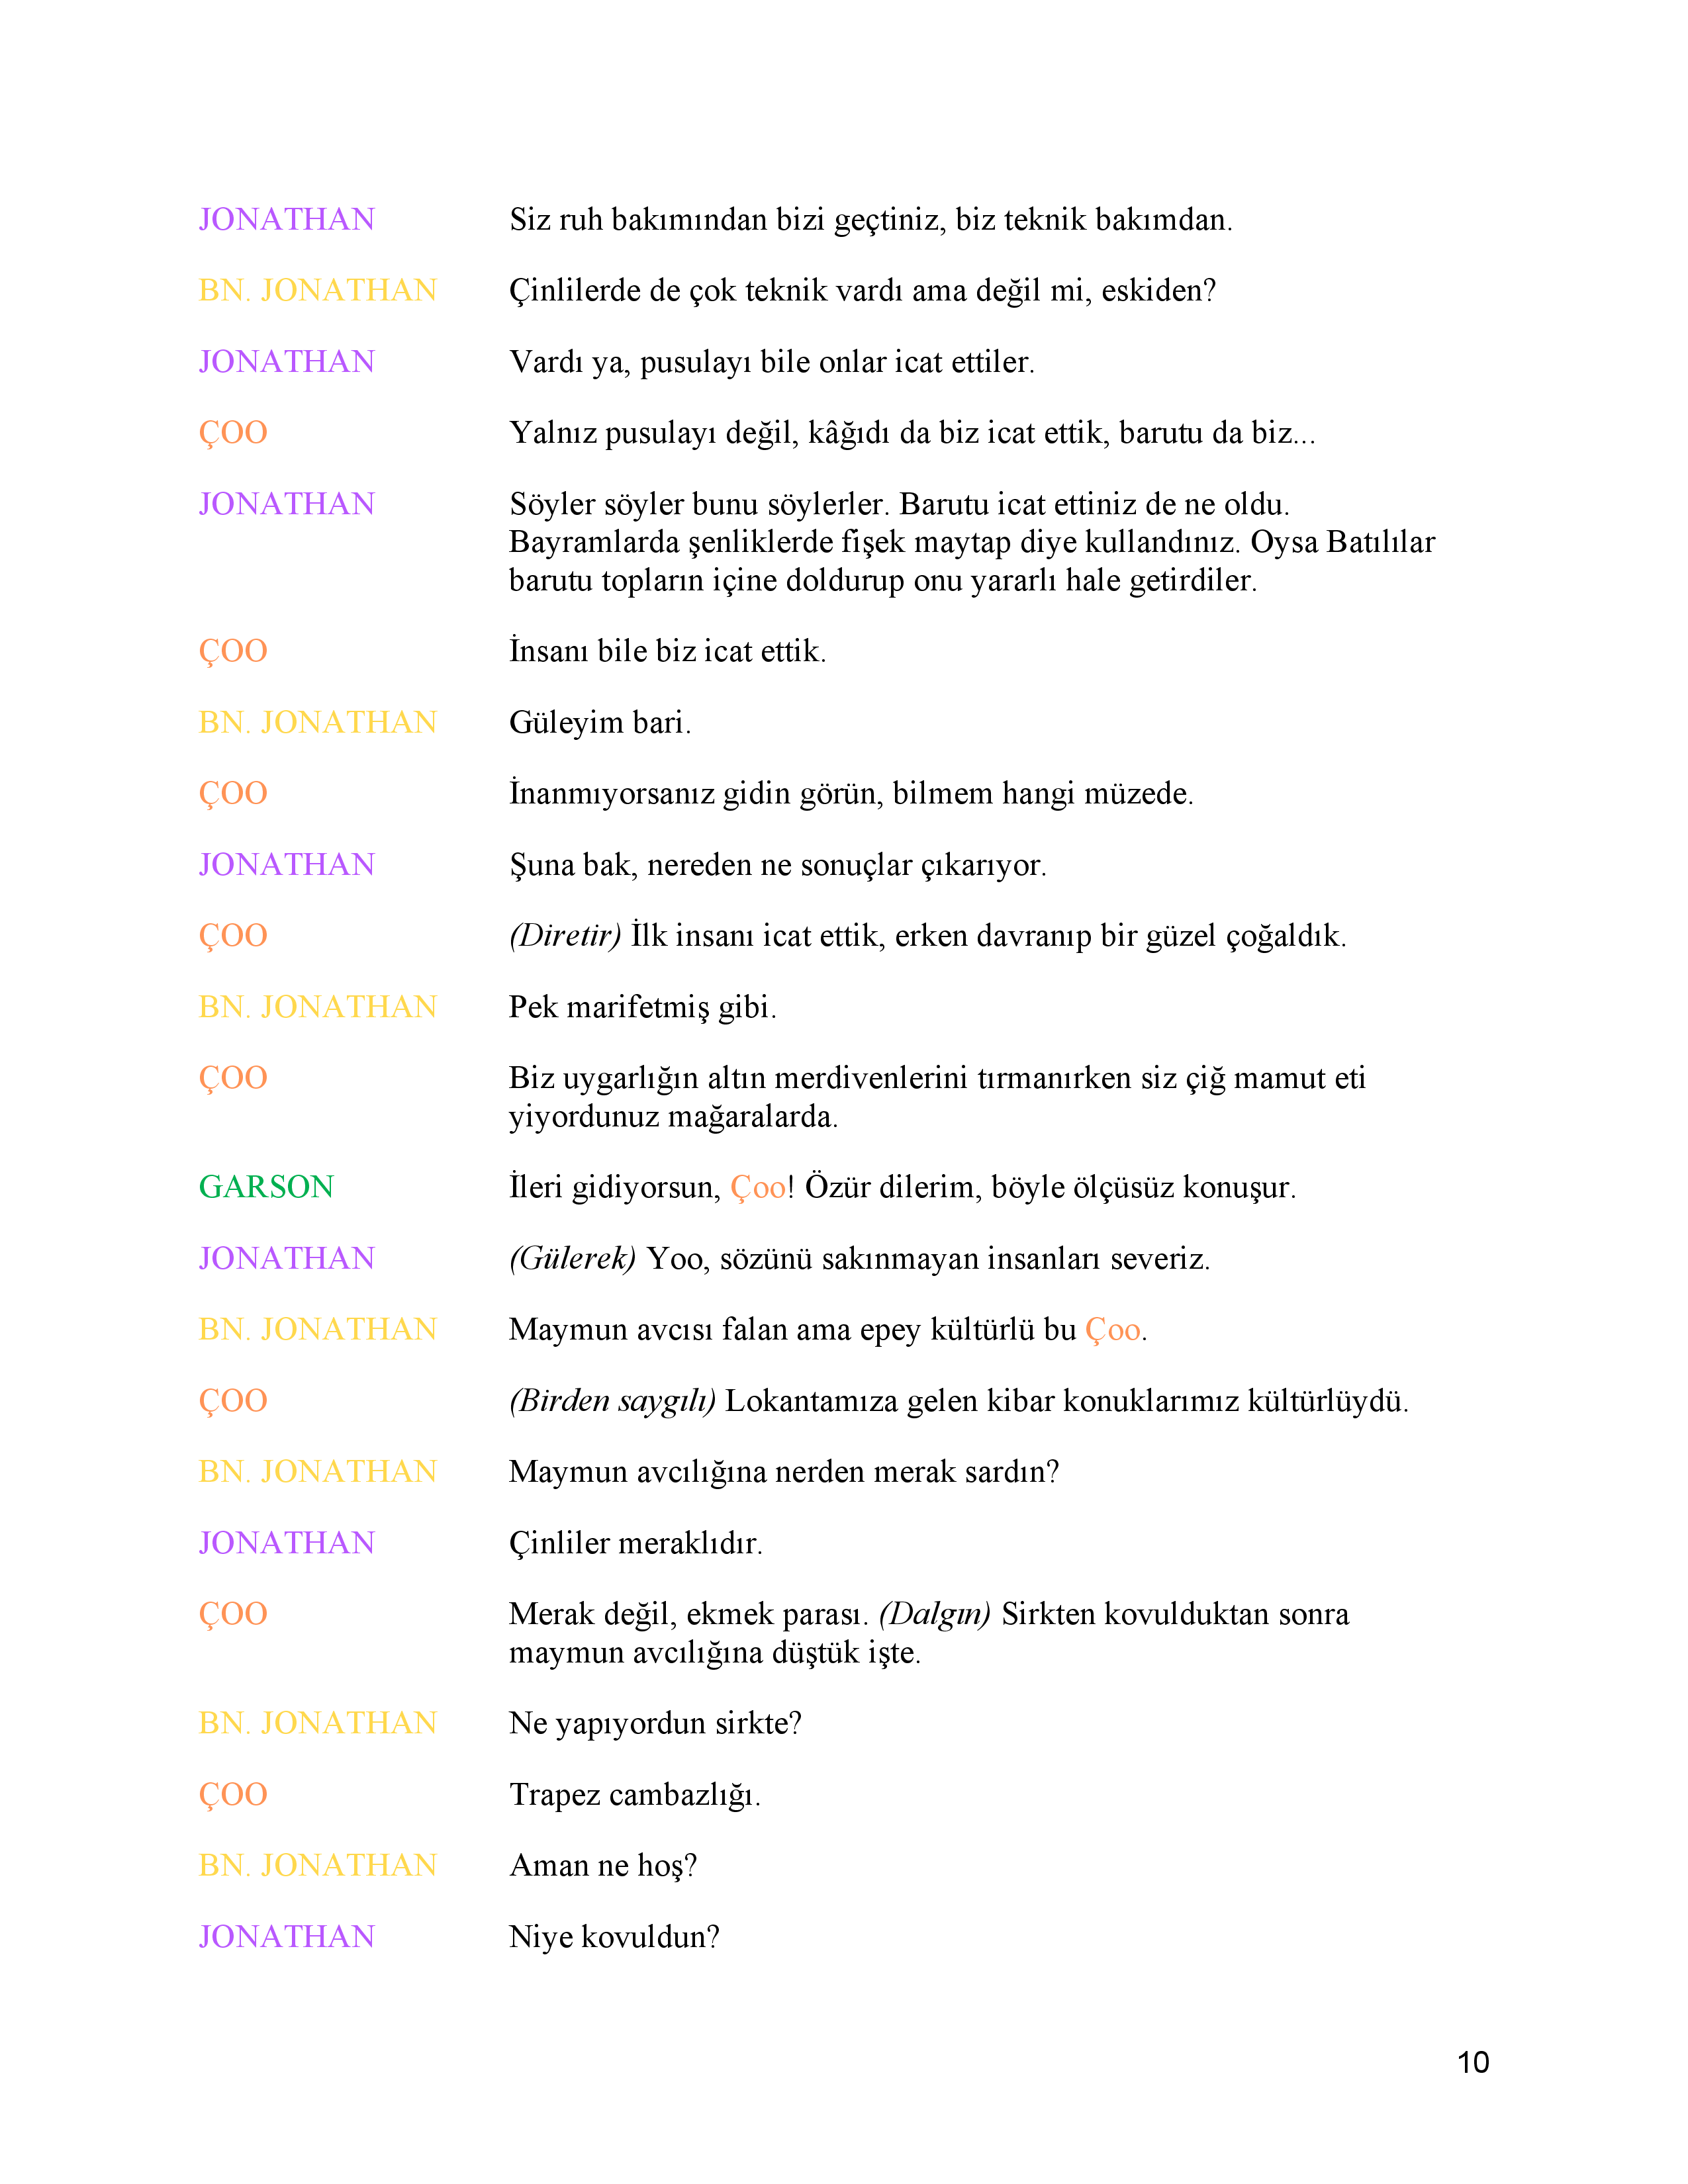 JONATHAN Siz ruh bakımından bizi geçtiniz, biz teknik bakımdan.
BN. JONATHAN Çinlilerde de çok teknik vardı ama değil mi, eskiden?
JONATHAN Vardı ya, pusulayı bile onlar icat ettiler.
ÇOO Yalnız pusulayı değil, kâğıdı da biz icat ettik, barutu da biz...
JONATHAN Söyler söyler bunu söylerler. Barutu icat ettiniz de ne oldu.
Bayramlarda şenliklerde fişek maytap diye kullandınız. Oysa Batılılar
barutu topların içine doldurup onu yararlı hale getirdiler.
ÇOO İnsanı bile biz icat ettik.
BN. JONATHAN Güleyim bari.
ÇOO İnanmıyorsanız gidin görün, bilmem hangi müzede.
JONATHAN Şuna bak, nereden ne sonuçlar çıkarıyor.
ÇOO (Diretir) İlk insanı icat ettik, erken davranıp bir güzel çoğaldık.
BN. JONATHAN Pek marifetmiş gibi.
ÇOO Biz uygarlığın altın merdivenlerini tırmanırken siz çiğ mamut eti
yiyordunuz mağaralarda.
GARSON İleri gidiyorsun, Çoo! Özür dilerim, böyle ölçüsüz konuşur.
JONATHAN (Gülerek) Yoo, sözünü sakınmayan insanları severiz.
BN. JONATHAN Maymun avcısı falan ama epey kültürlü bu Çoo.
ÇOO (Birden saygılı) Lokantamıza gelen kibar konuklarımız kültürlüydü.
BN. JONATHAN Maymun avcılığına nerden merak sardın?
JONATHAN Çinliler meraklıdır.
ÇOO Merak değil, ekmek parası. (Dalgın) Sirkten kovulduktan sonra
maymun avcılığına düştük işte.
BN. JONATHAN Ne yapıyordun sirkte?
ÇOO Trapez cambazlığı.
BN. JONATHAN Aman ne hoş?
JONATHAN Niye kovuldun?
10